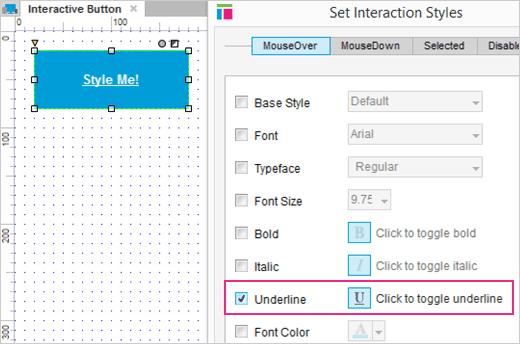 Interactive Button
Set Interaction Styles
0
100
MouseOver
MouseDown
Selected
Disable
0
100
200
300
Style Me!
Base Style
Default
Font
Arial
Typeface
Regular
Font Size
9.75
Bold
B
Click to toggle bold
Italic
I
Click to toggle italic
Underline
U
Click to toggle underline
Font Color
A